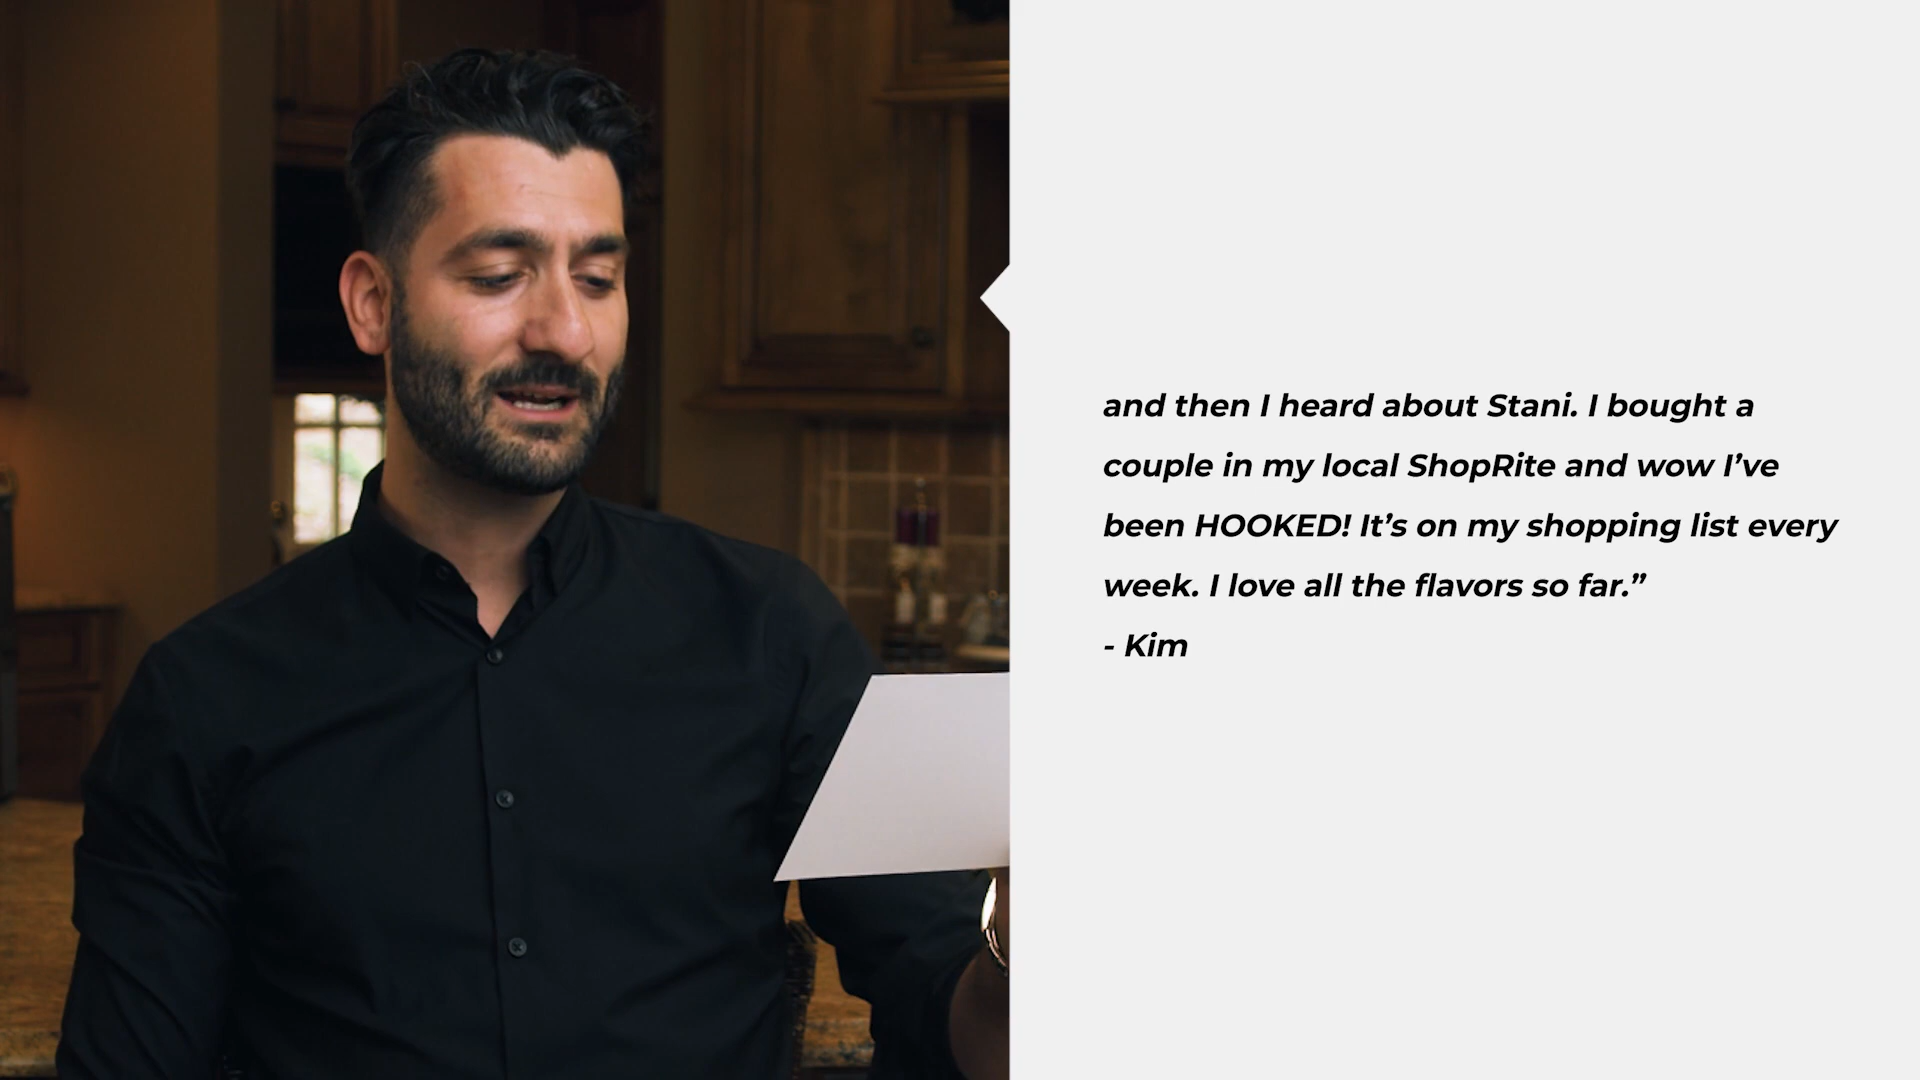 and then I heard about Stani. I bought a
couple in my local ShopRite and wow I’ve
been HOOKED! It’s on my shopping list every
week. I love all the flavors so far.”
- Kim